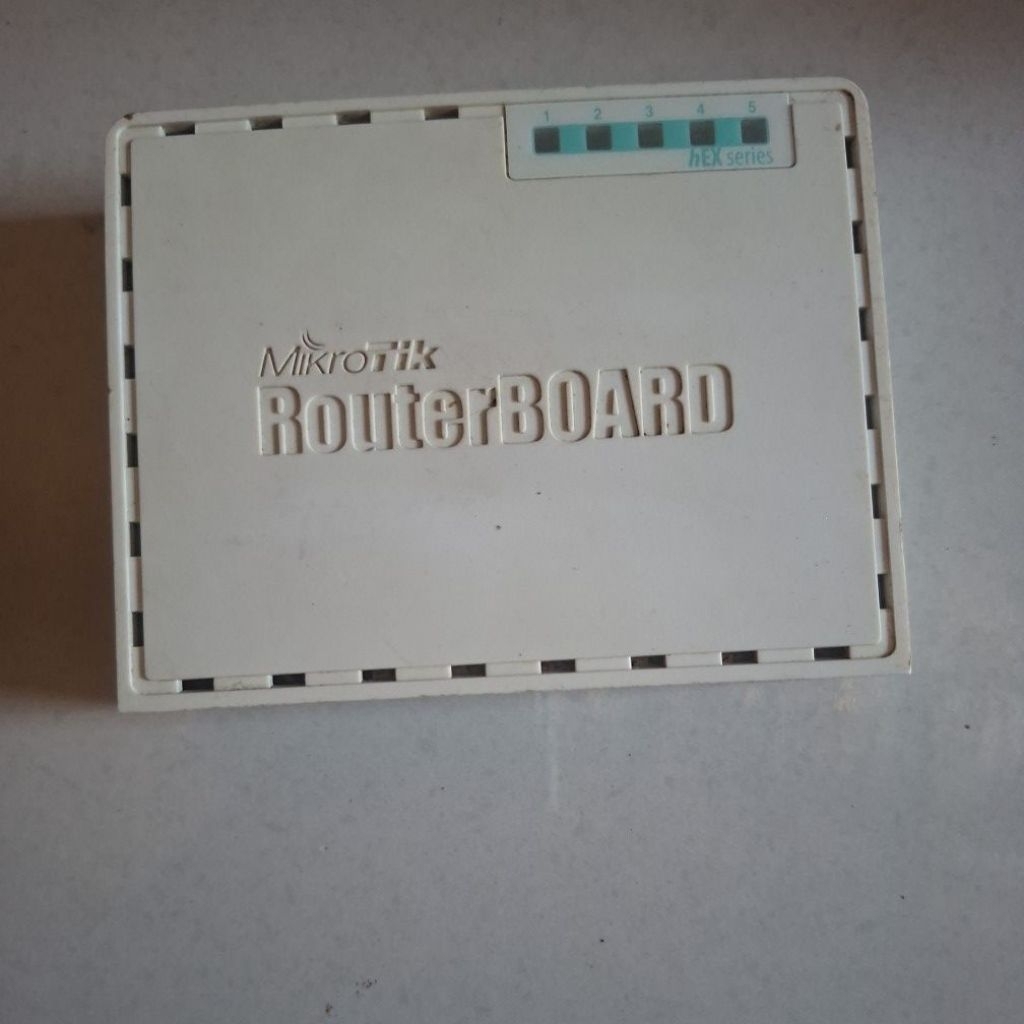 1 2 3 4 5
hEX series
MikroTik
RouterBOARD